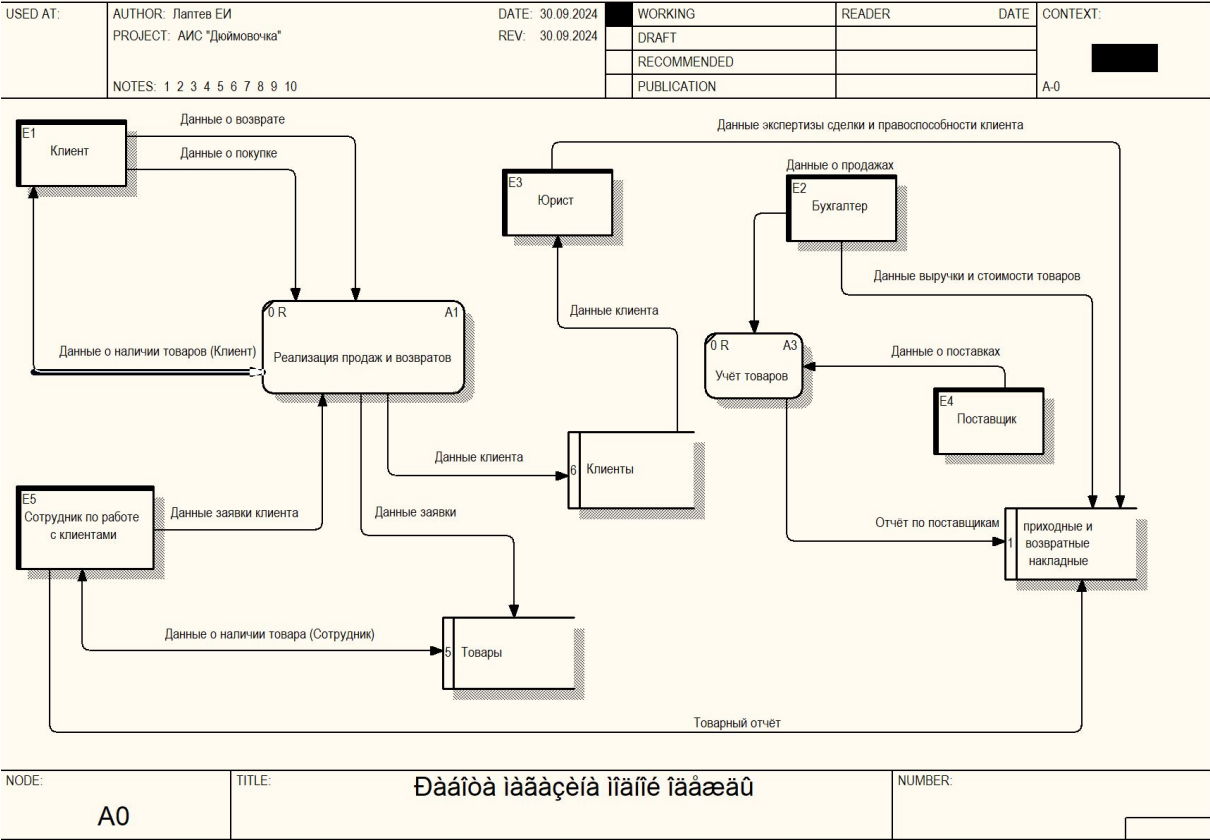 USED AT:
AUTHOR: Лаптев ЕИ
DATE: 30.09.2024
WORKING
READER
DATE
CONTEXT:
PROJECT: АИС "Дюймовочка"
REV: 30.09.2024
DRAFT
RECOMMENDED
NOTES: 1 2 3 4 5 6 7 8 9 10
PUBLICATION
A-0
Данные о возврате
Данные экспертизы сделки и правоспособности клиента
E1
Клиент
Данные о покупке
Данные о продажах
E3
Юрист
E2
Бухгалтер
Данные выручки и стоимости товаров
0 R
A1
Реализация продаж и возвратов
Данные клиента
Данные о наличии товаров (Клиент)
0 R
A3
Учёт товаров
Данные о поставках
E4
Поставщик
Данные клиента
6
Клиенты
E5
Сотрудник по работе
с клиентами
Данные заявки клиента
Данные заявки
Отчёт по поставщикам
1
приходные и
возвратные
накладные
Данные о наличии товара (Сотрудник)
5
Товары
Товарный отчёт
NODE:
A0
TITLE:
Ðàáîòà ìàãàçèíà ìîäíîé îäåæäû
NUMBER: